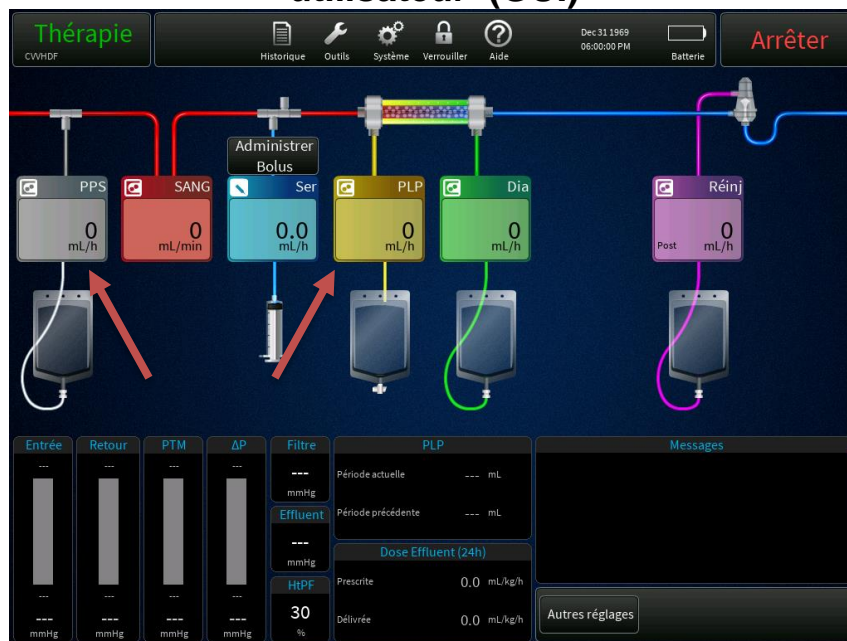 utilisateur (GUI)
Thérapie
CVVHDF
Historique
Outils
Système
Verrouiller
Aide
Dec 31 1969
06:00:00 PM
Batterie
Arrêter
Administrer
Bolus
PPS
0
mL/h
SANG
0
mL/min
Ser
0.0
mL/h
PLP
0
mL/h
Dia
0
mL/h
Réinj
0
Post mL/h
Entrée
---
---
---
mmHg
Retour
---
---
---
mmHg
PTM
---
---
---
mmHg
ΔP
---
---
---
mmHg
Filtre
---
mmHg
Effluent
---
mmHg
HtPF
30
%
PLP
Période actuelle --- mL
Période précédente --- mL
Dose Effluent (24h)
Prescrite 0.0 mL/kg/h
Délivrée 0.0 mL/kg/h
Messages
Autres réglages